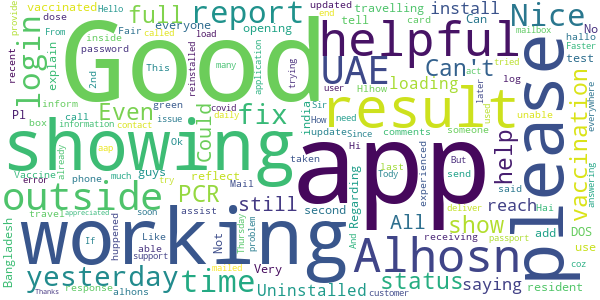 Good
app
working
showing
please
result
helpful
Alhosn
outside
report
UAE
Nice
login
full
fix
Can't
PCR
time
yesterday
status
vaccination
help
show
install
Even
Could
still
reach
Uninstalled
saying
loading
All
Very
Not
second
Regarding
add
DOS
use
resident
receiving
experienced
travelling
opening
everyone
vaccinated
explain
password
dose
Hello
From
Fair
updated
provide
end
called
load
card
Can
mailbox
Faster
No
hallo
test
tell
inside
This
many
application
reinstalled
trying
recent
2nd
green
covid
user
act
log
tried
later
unable
everywhere
Sir
Hi
How
HIhow
india
update
Since
need
comments
someone
Pl
box
inform
information
call
issue
contact
daily
Ok
error
phone
much
guys
try
already
aap
Vaccine
Mail
reflect
taken
last
But
send
Tody
said
Hai
answering
users
travel
appreciated
soon
huppened
assist
Bangladesh
If
Like
able
support
problem
Thursday
And
deliver
passport
coz
response
alhons
mailed
customer
Thanks